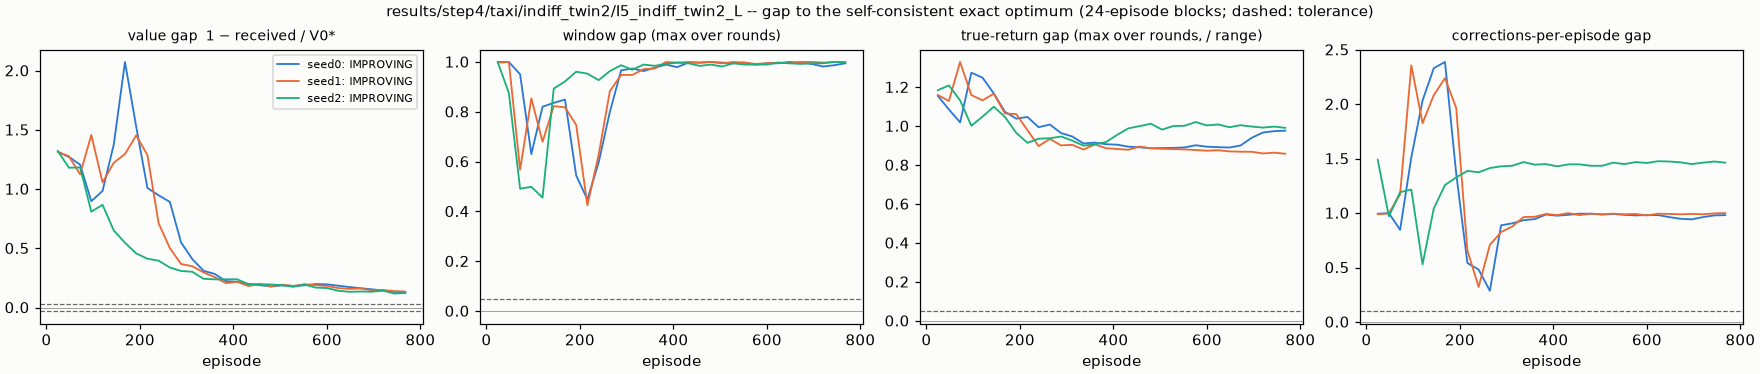 results/step4/taxi/indiff_twin2/I5_indiff_twin2_L -- gap to the self-consistent exact optimum (24-episode blocks; dashed: tolerance)
value gap 1 − received / V0*
window gap (max over rounds)
true-return gap (max over rounds, / range)
corrections-per-episode gap
seed0: IMPROVING
seed1: IMPROVING
seed2: IMPROVING
2.0
1.5
1.0
0.5
0.0
0 200 400 600 800
episode
1.0
0.8
0.6
0.4
0.2
0.0
0 200 400 600 800
episode
1.2
1.0
0.8
0.6
0.4
0.2
0.0
0 200 400 600 800
episode
2.5
2.0
1.5
1.0
0.5
0.0
0 200 400 600 800
episode